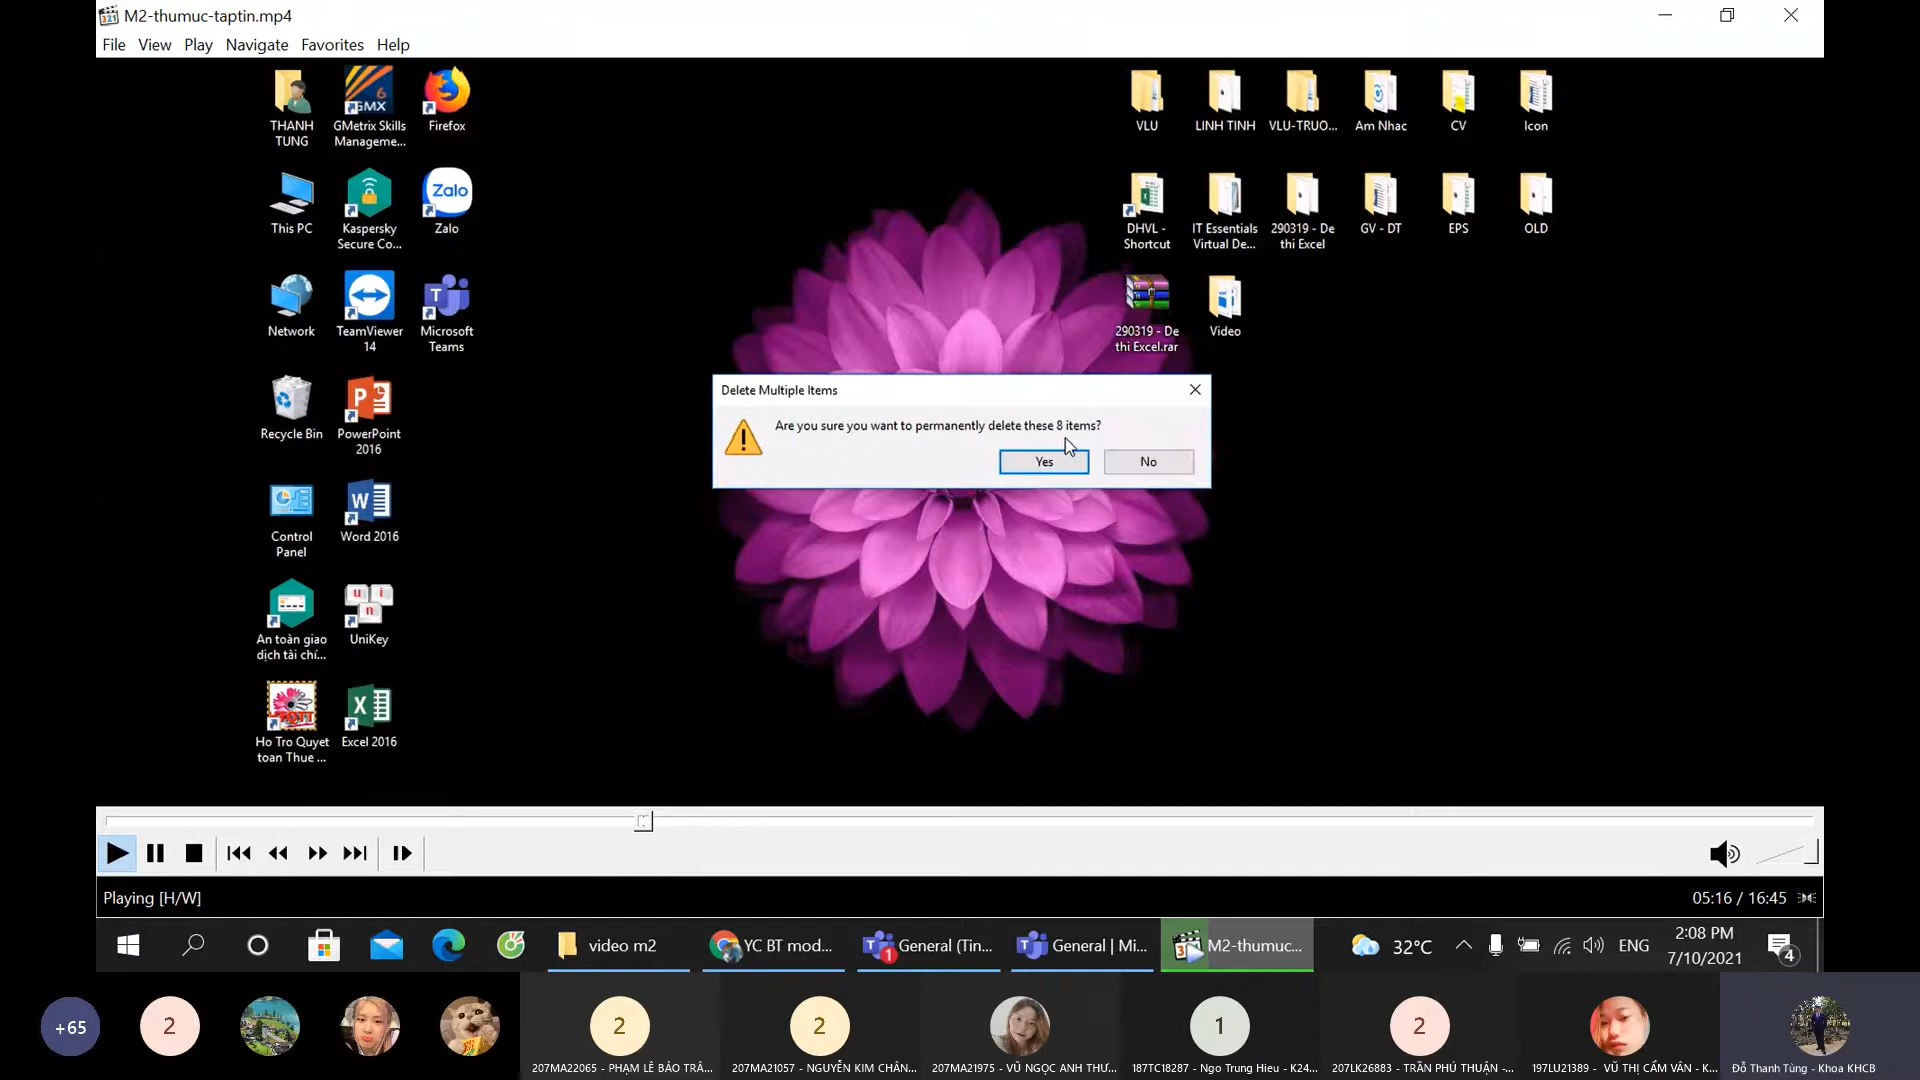 M2-thumuc-taptin.mp4
File View Play Navigate Favorites Help
THANH
TUNG
GMX 6
GMetrix Skills
Manageme...
Firefox
VLU
LINH TINH
VLU-TRUO...
Am Nhac
CV
Icon
This PC
Kaspersky
Secure Co...
Zalo
Zalo
DHVL -
Shortcut
IT Essentials
Virtual De...
290319 - De
thi Excel
GV - DT
EPS
OLD
Network
TeamViewer
14
Microsoft
Teams
290319 - De
thi Excel.rar
Video
Delete Multiple Items
Are you sure you want to permanently delete these 8 items?
Yes
No
Recycle Bin
PowerPoint
2016
Control
Panel
Word 2016
An toàn giao
dịch tài chí...
u i
n
UniKey
Ho Tro Quyet
toan Thue ...
Excel 2016
Playing [H/W]
05:16 / 16:45
video m2
YC BT mod...
1
General (Tin...
General | Mi...
321
M2-thumuc...
32°C
ENG
2:08 PM
7/10/2021
4
+65
2
2
207MA22065 - PHẠM LÊ BẢO TRÂ...
2
207MA21057 - NGUYỄN KIM CHÂN...
207MA21975 - VŨ NGỌC ANH THƯ...
1
187TC18287 - Ngo Trung Hieu - K24...
2
207LK26883 - TRẦN PHÚ THUẬN -...
197LU21389 - VŨ THỊ CẨM VÂN - K...
Đỗ Thanh Tùng - Khoa KHCB